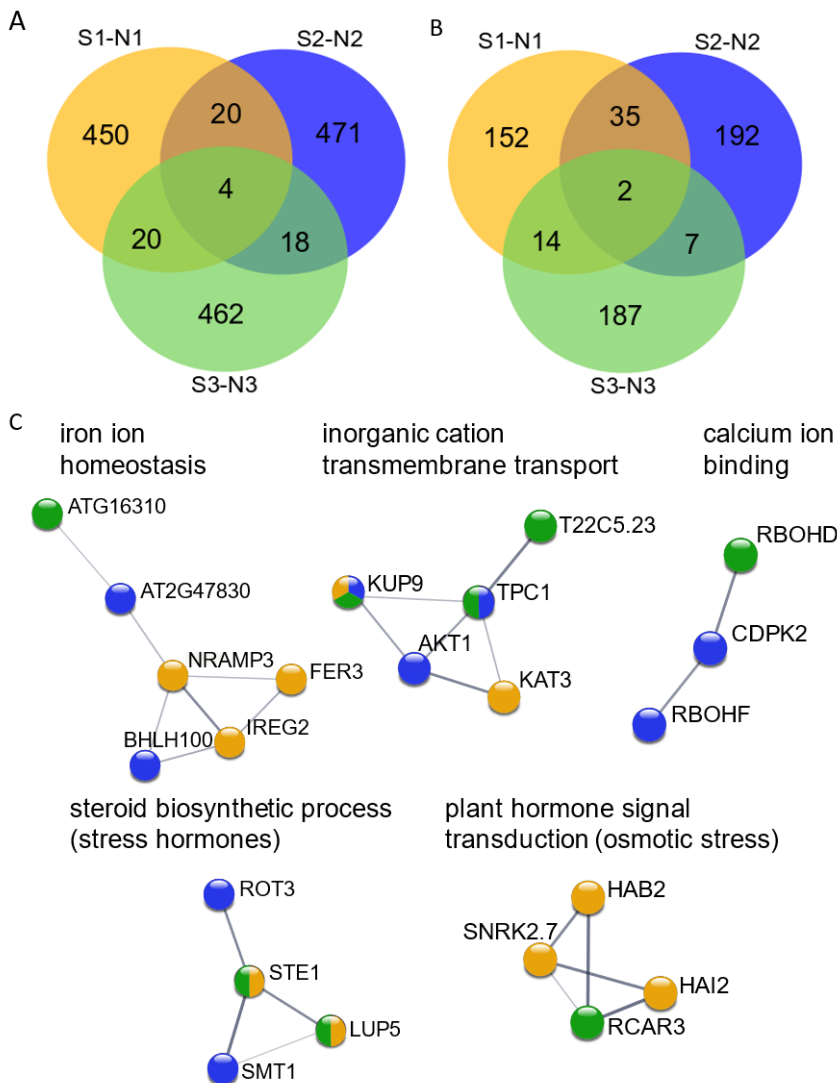 A
S1-N1
S2-N2
450
20
471
4
20
18
462
S3-N3
B
S1-N1
S2-N2
152
35
192
2
14
7
187
S3-N3
C
iron ion
homeostasis
ATG16310
AT2G47830
NRAMP3
FER3
BHLH100
IREG2
inorganic cation
transmembrane transport
T22C5.23
KUP9
TPC1
AKT1
KAT3
calcium ion
binding
RBOHD
CDPK2
RBOHF
steroid biosynthetic process
(stress hormones)
ROT3
STE1
LUP5
SMT1
plant hormone signal
transduction (osmotic stress)
HAB2
SNRK2.7
HAI2
RCAR3